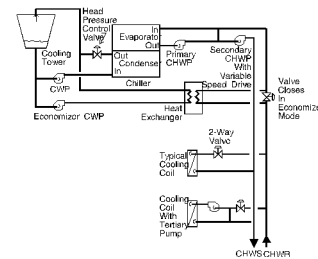 Head
Pressure
Control
Valve
In
Evaporator
Out
Out
Condenser
In
Chiller
Cooling
Tower
CWP
Economizor CWP
Primary
CHWP
Secondary
CHWP
With
Variable
Speed Drive
Heat
Exchanger
Valve
Closes
In
Economize
Mode
2-Way
Valve
Typical
Cooling
Coil
Cooling
Coil
With
Tertiary
Pump
CHWS
CHWR